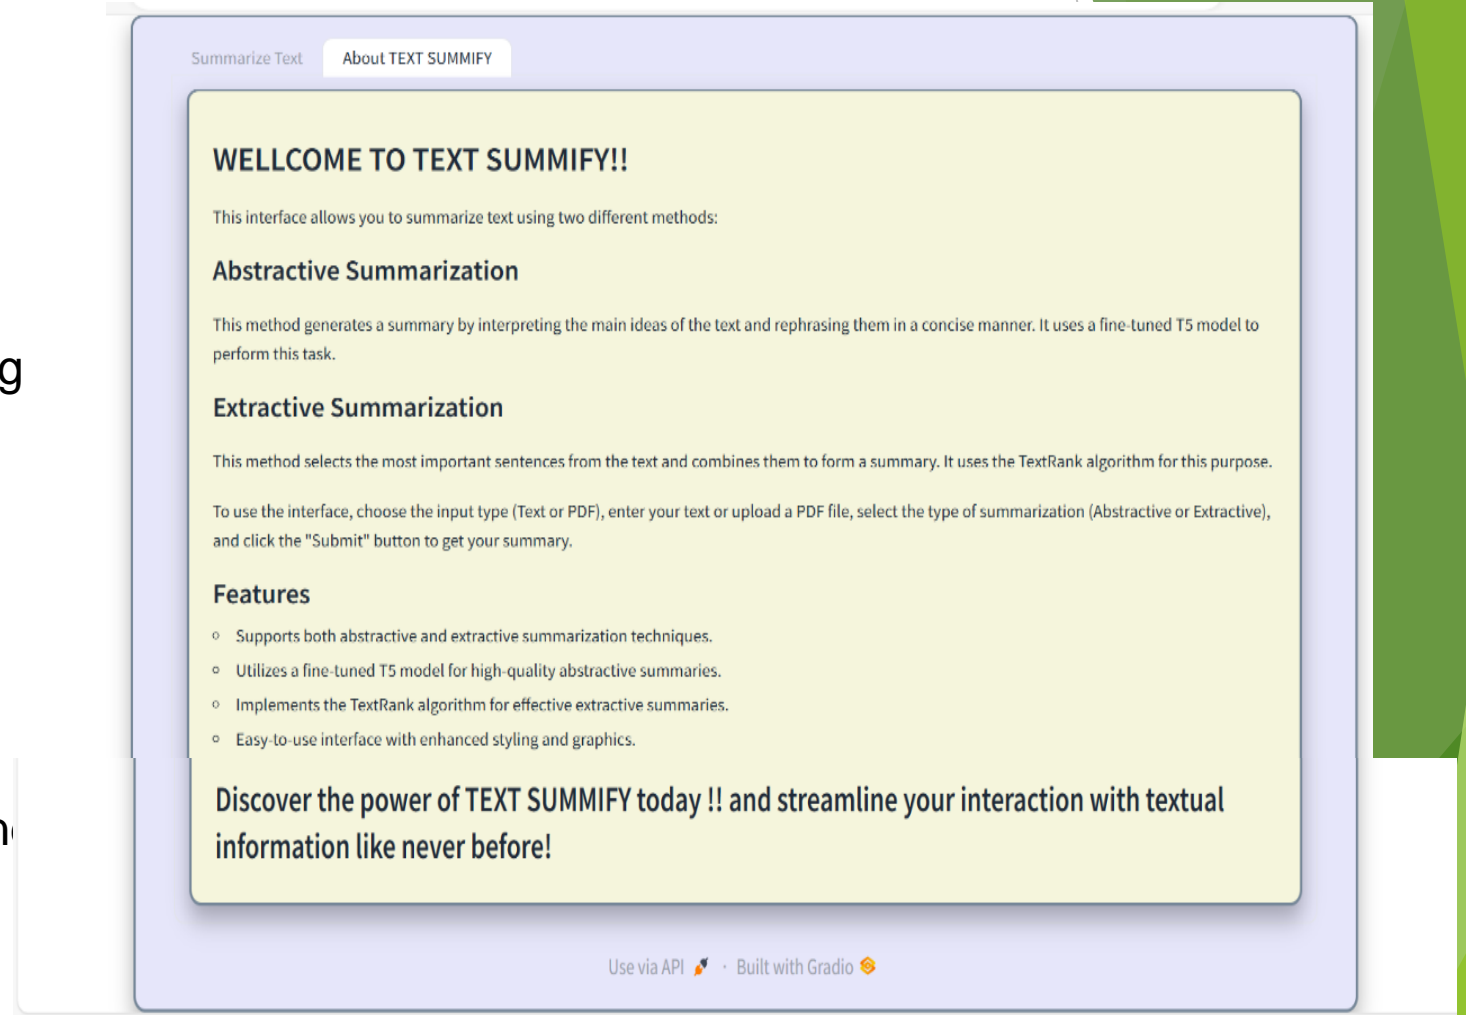 Summarize Text About TEXT SUMMIFY
WELLCOME TO TEXT SUMMIFY!!
This interface allows you to summarize text using two different methods:
Abstractive Summarization
This method generates a summary by interpreting the main ideas of the text and rephrasing them in a concise manner. It uses a fine-tuned T5 model to
perform this task.
g
Extractive Summarization
This method selects the most important sentences from the text and combines them to form a summary. It uses the TextRank algorithm for this purpose.
To use the interface, choose the input type (Text or PDF), enter your text or upload a PDF file, select the type of summarization (Abstractive or Extractive),
and click the "Submit" button to get your summary.
Features
Supports both abstractive and extractive summarization techniques.
Utilizes a fine-tuned T5 model for high-quality abstractive summaries.
Implements the TextRank algorithm for effective extractive summaries.
Easy-to-use interface with enhanced styling and graphics.
Discover the power of TEXT SUMMIFY today !! and streamline your interaction with textual
information like never before!
Use via API · Built with Gradio